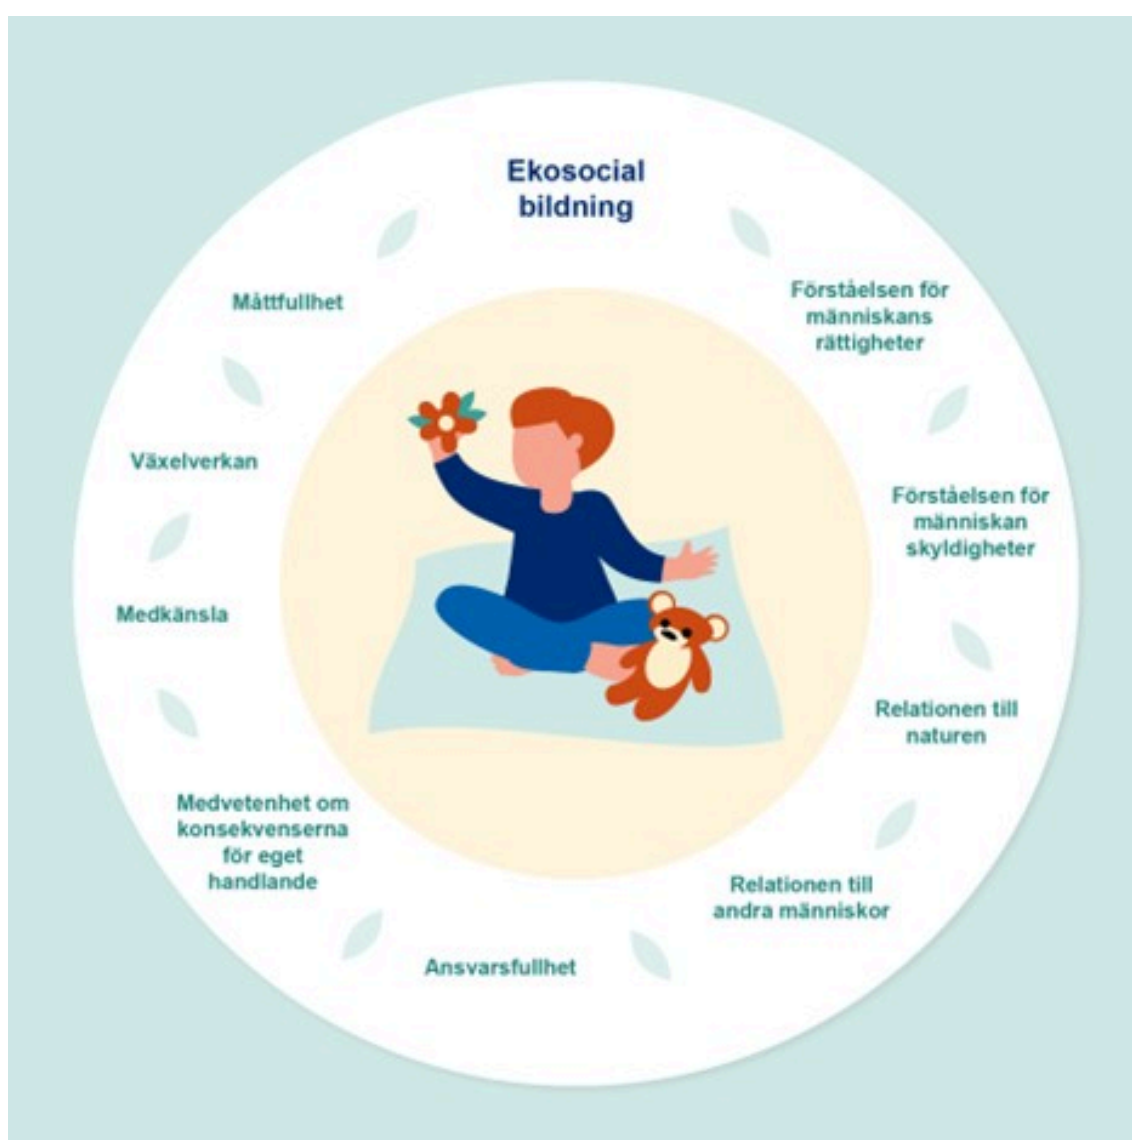 Ekosocial
bildning
Förståelsen för
människans
rättigheter
Förståelsen för
människan
skyldigheter
Relationen till
naturen
Relationen till
andra människor
Ansvarsfullhet
Medvetenhet om
konsekvenserna
för eget
handlande
Medkänsla
Växelverkan
Måttfullhet